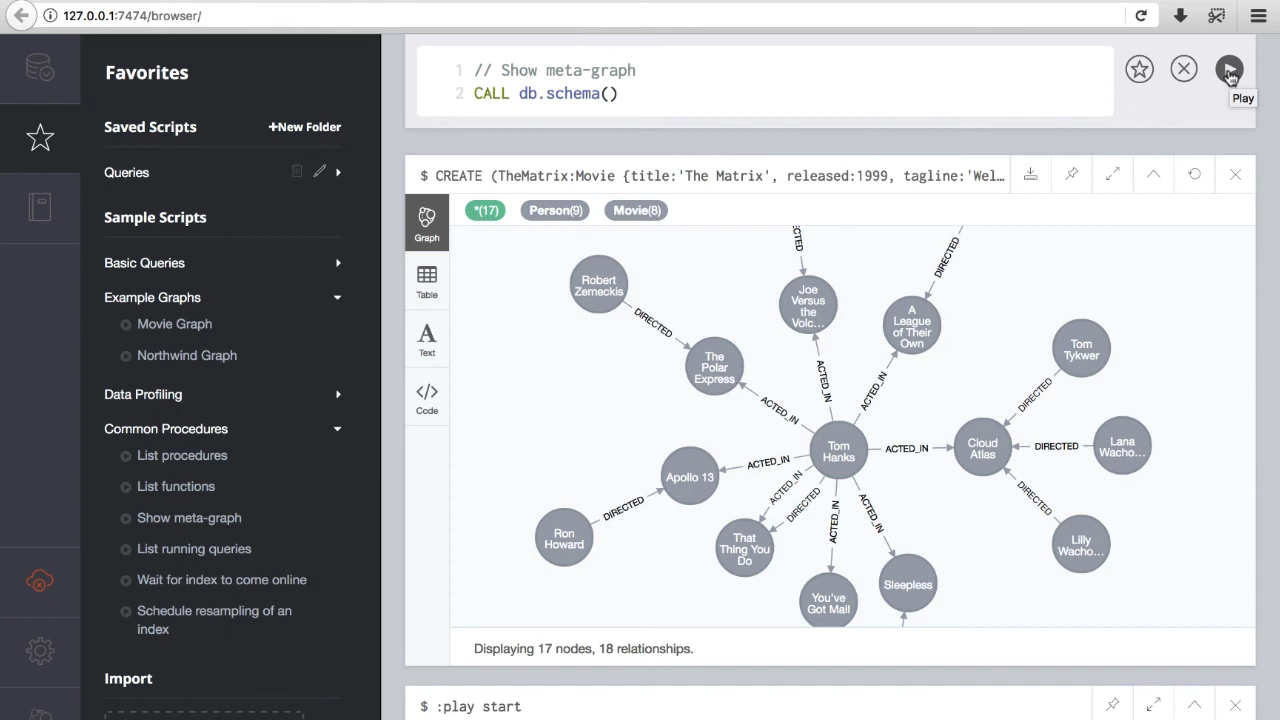 127.0.0.1:7474/browser/
Favorites
Saved Scripts
+New Folder
Queries
Sample Scripts
Basic Queries
Example Graphs
Movie Graph
Northwind Graph
Data Profiling
Common Procedures
List procedures
List functions
Show meta-graph
List running queries
Wait for index to come online
Schedule resampling of an
index
Import
1 // Show meta-graph
2 CALL db.schema()
Play
$ CREATE (TheMatrix:Movie {title:'The Matrix', released:1999, tagline:'Wel…
Graph
Table
Text
Code
*(17)
Person(9)
Movie(8)
DIRECTED
Robert
Zemeckis
DIRECTED
Joe
Versus
the
Volc...
A
League
of Their
Own
Tom
Tykwer
The
Polar
Express
ACTED_IN
ACTED_IN
ACTED_IN
DIRECTED
Tom
Hanks
ACTED_IN
Cloud
Atlas
DIRECTED
Lana
Wacho...
Apollo 13
ACTED_IN
DIRECTED
Ron
Howard
ACTED_IN
DIRECTED
ACTED_IN
ACTED_IN
DIRECTED
That
Thing You
Do
You've
Got Mail
Sleepless
Lilly
Wacho...
Displaying 17 nodes, 18 relationships.
$ :play start